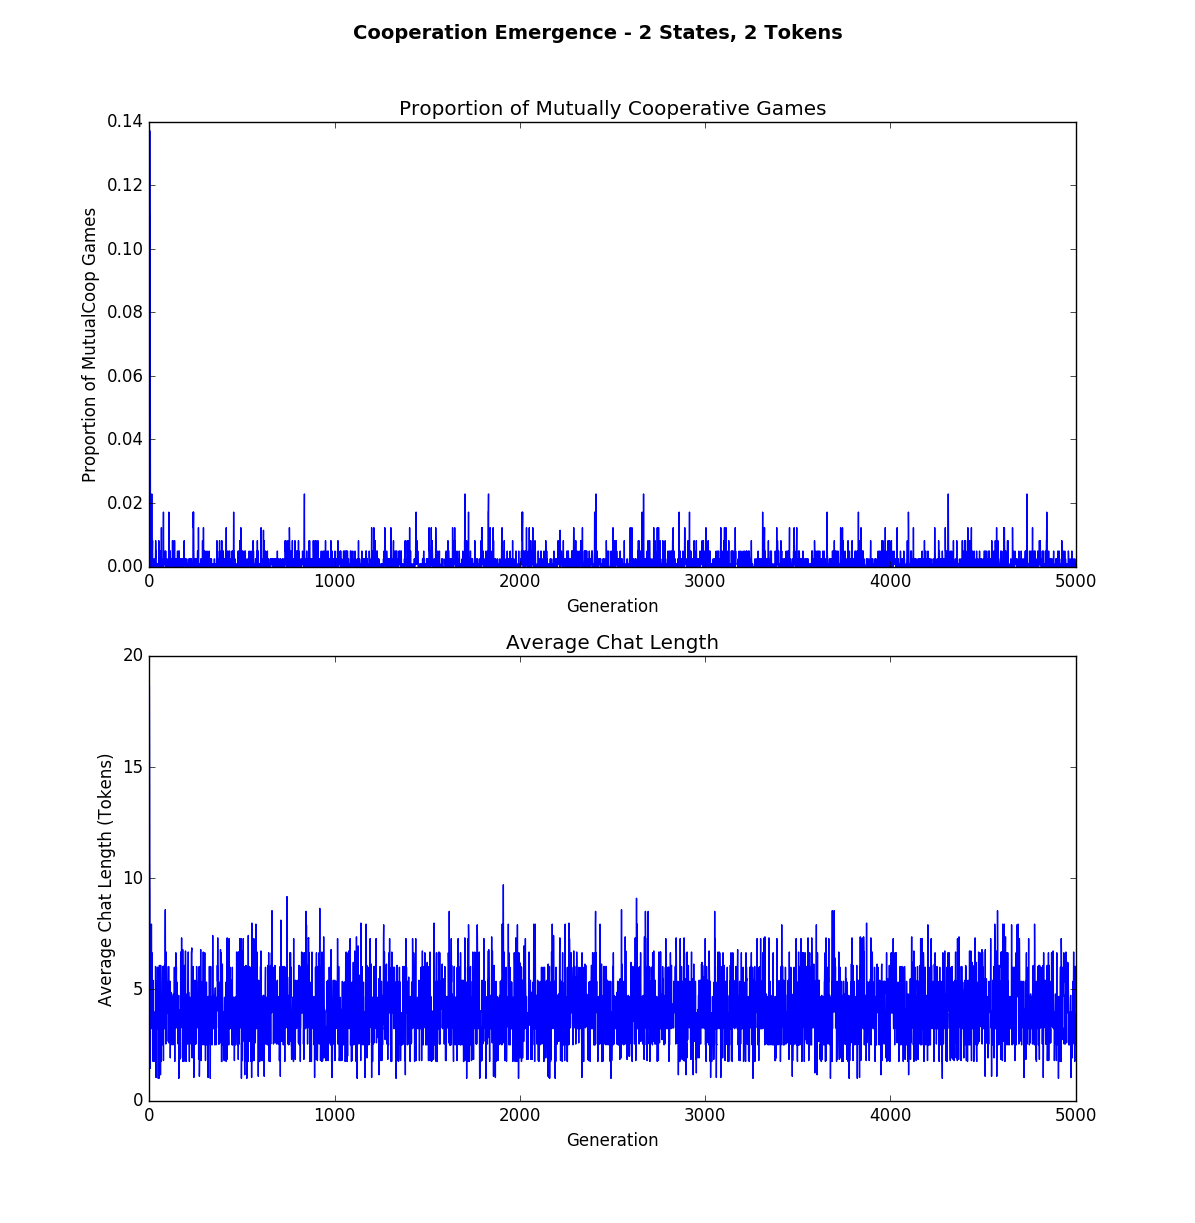 Cooperation Emergence - 2 States, 2 Tokens
Proportion of Mutually Cooperative Games
0.14
0.12
0.10
0.08
0.06
0.04
0.02
0.00
Proportion of MutualCoop Games
0 1000 2000 3000 4000 5000
Generation
Average Chat Length
20
15
10
5
0
Average Chat Length (Tokens)
0 1000 2000 3000 4000 5000
Generation